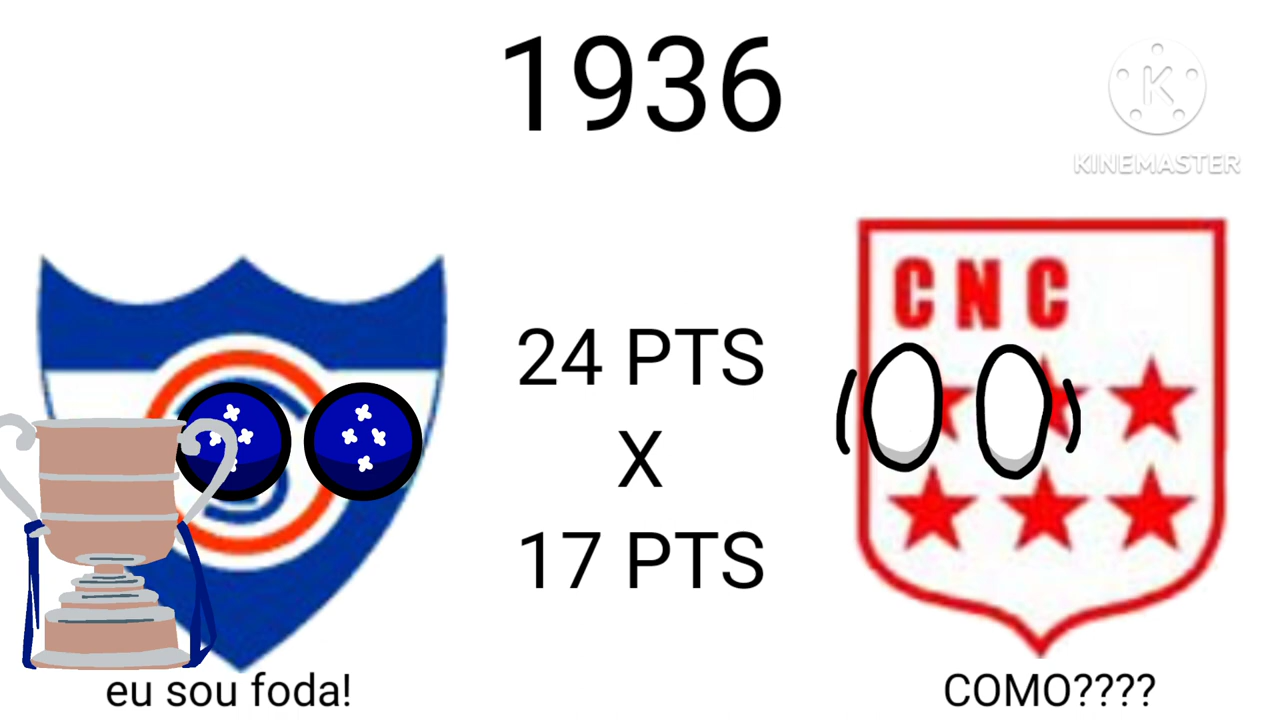 1936
K
KINEMASTER
CNC
24 PTS
X
17 PTS
eu sou foda!
COMO????